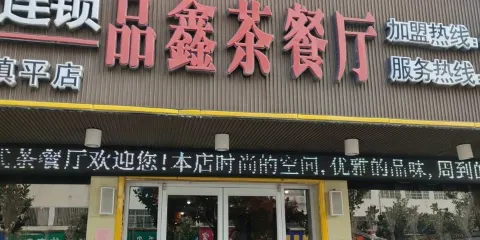 连锁
镇平店
品鑫茶餐厅
加盟热线:
服务热线:
式茶餐厅欢迎您!本店时尚的空间,优雅的品味,周到的